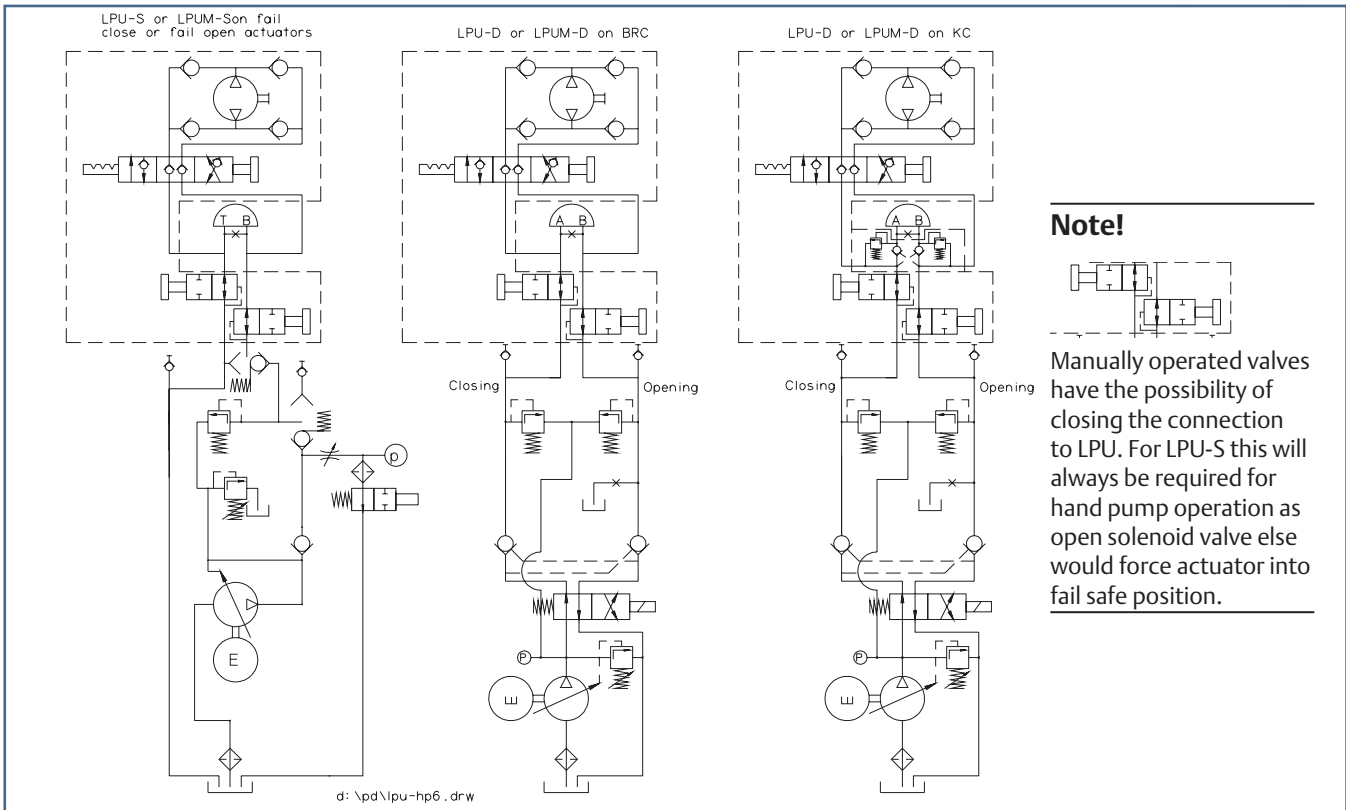 LPU-S or LPUM-Son fail
close or fail open actuators
T B
p
E
d: \pd\lpu-hp6.drw
LPU-D or LPUM-D on BRC
A B
Closing
Opening
P
E
LPU-D or LPUM-D on KC
A B
Closing
Opening
P
E
Note!
Manually operated valves
have the possibility of
closing the connection
to LPU. For LPU-S this will
always be required for
hand pump operation as
open solenoid valve else
would force actuator into
fail safe position.